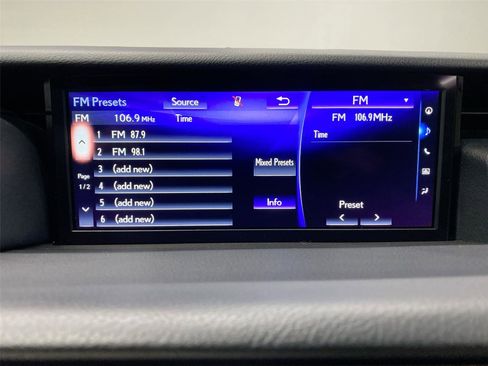 FM Presets Source FM
FM 106.9 MHz Time FM 106.9 MHz
1 FM 87.9 Time
2 FM 98.1
3 (add new) Mixed Presets
Page
1/2
4 (add new)
5 (add new) Info Preset
6 (add new)